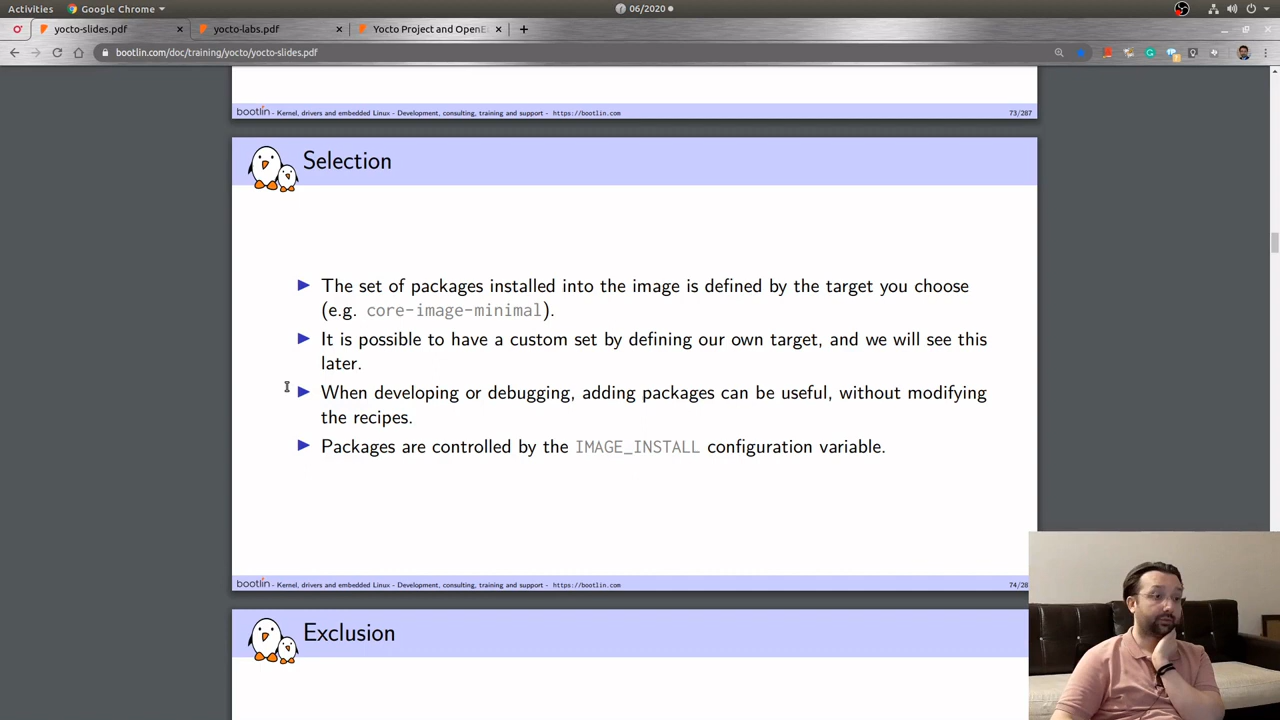 Activities
Google Chrome
06/2020
yocto-slides.pdf
yocto-labs.pdf
Yocto Project and OpenE
bootlin.com/doc/training/yocto/yocto-slides.pdf
bootlin - Kernel, drivers and embedded Linux - Development, consulting, training and support - https://bootlin.com
73/287
Selection
The set of packages installed into the image is defined by the target you choose
(e.g. core-image-minimal).
It is possible to have a custom set by defining our own target, and we will see this
later.
When developing or debugging, adding packages can be useful, without modifying
the recipes.
Packages are controlled by the IMAGE_INSTALL configuration variable.
bootlin - Kernel, drivers and embedded Linux - Development, consulting, training and support - https://bootlin.com
74/28
Exclusion